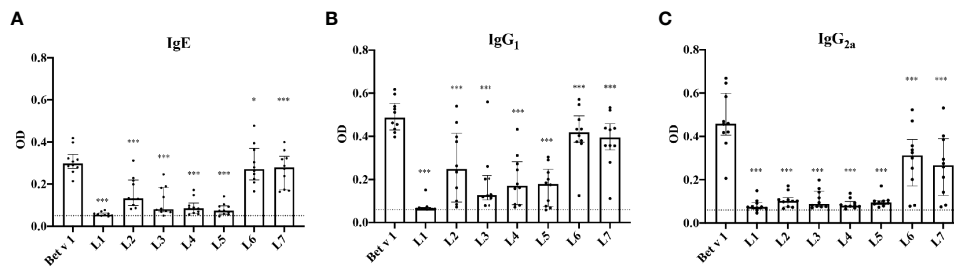 A
IgE
OD
0.8
0.6
0.4
0.2
0.0
***
***
***
***
***
*
***
Bet v 1
L1
L2
L3
L4
L5
L6
L7
B
IgG1
OD
0.8
0.6
0.4
0.2
0.0
***
***
***
***
***
***
***
Bet v 1
L1
L2
L3
L4
L5
L6
L7
C
IgG2a
OD
0.8
0.6
0.4
0.2
0.0
***
***
***
***
***
***
***
Bet v 1
L1
L2
L3
L4
L5
L6
L7